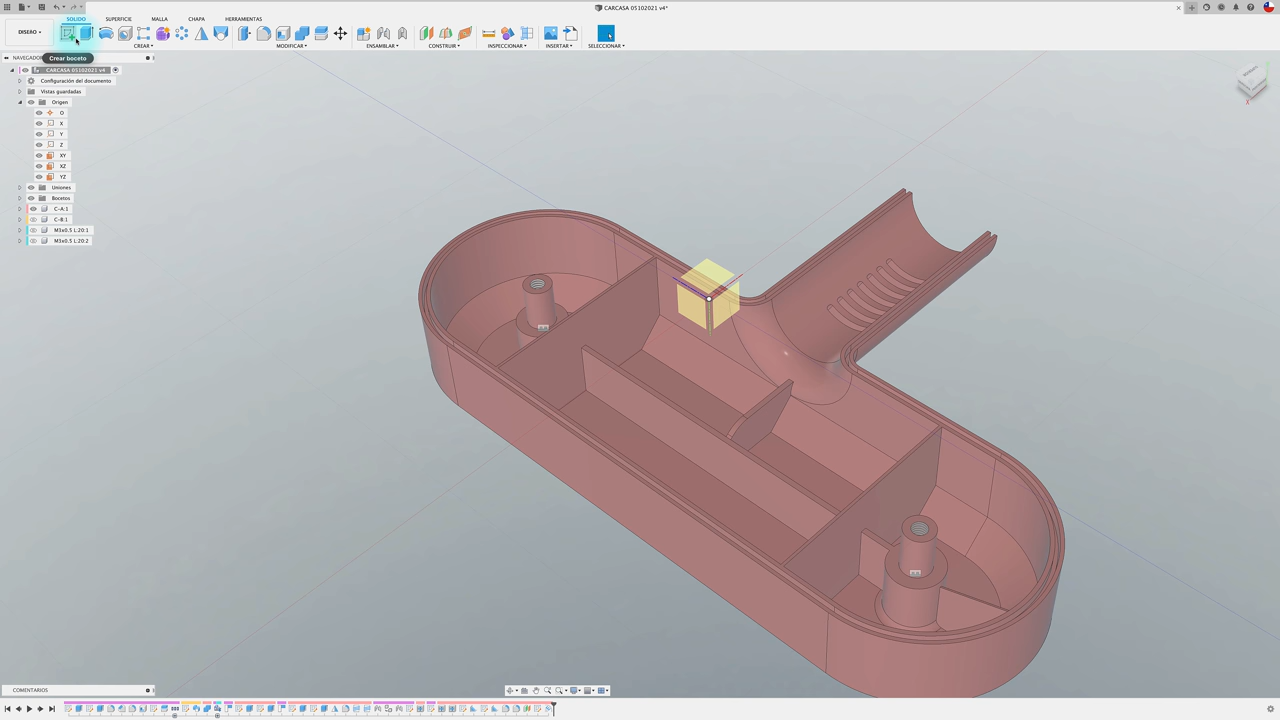 CARCASA 05102021 v4*
DISEÑO
SOLIDO
SUPERFICIE
MALLA
CHAPA
HERRAMIENTAS
CREAR
MODIFICAR
ENSAMBLAR
CONSTRUIR
INSPECCIONAR
INSERTAR
SELECCIONAR
Crear boceto
CARCASA 05102021 v4
Configuración del documento
Vistas guardadas
Origen
O
X
Y
Z
XY
XZ
YZ
Uniones
Bocetos
C-A:1
C-B:1
M3x0.5 L:20:1
M3x0.5 L:20:2
COMENTARIOS